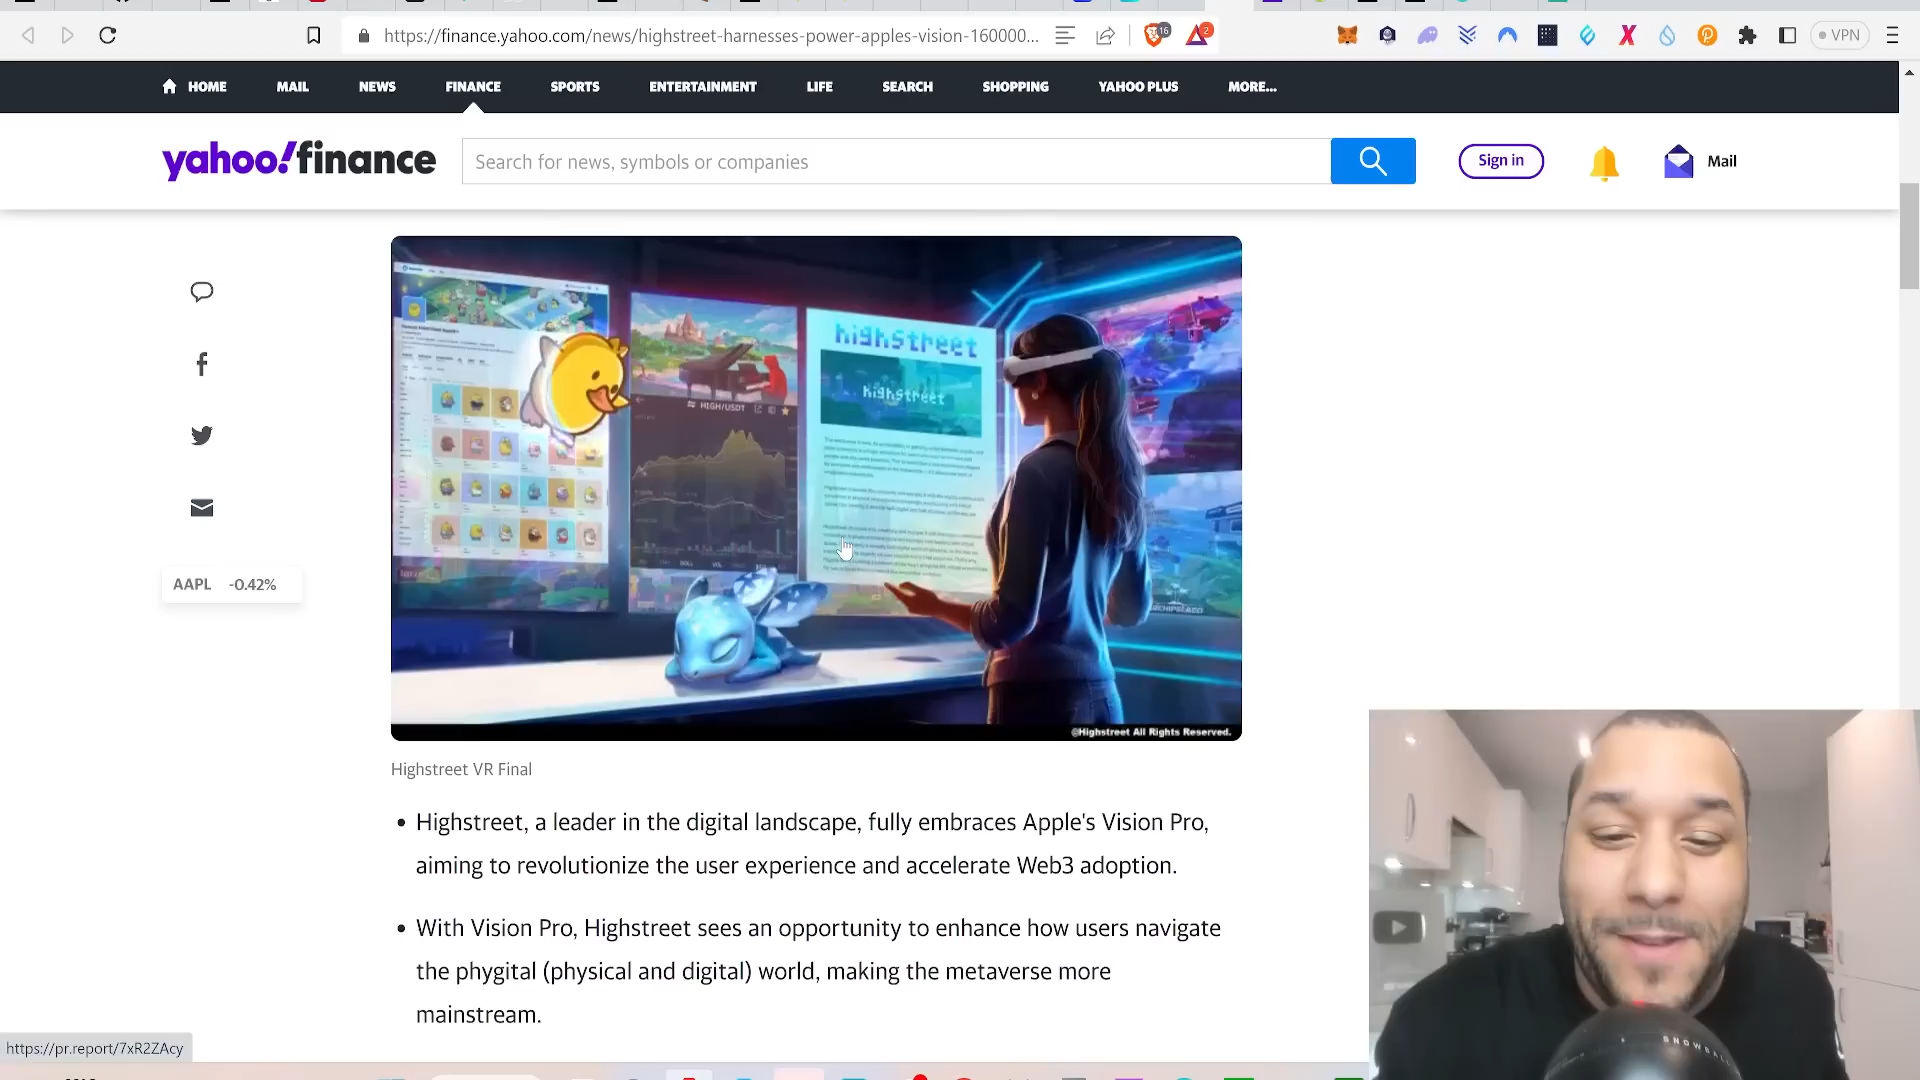 https://finance.yahoo.com/news/highstreet-harnesses-power-apples-vision-160000...
16
2
VPN
HOME
MAIL
NEWS
FINANCE
SPORTS
ENTERTAINMENT
LIFE
SEARCH
SHOPPING
YAHOO PLUS
MORE...
yahoo!finance
Search for news, symbols or companies
Sign in
Mail
highstreet
highstreet
HIGH/USDT
AAPL -0.42%
@Highstreet All Rights Reserved.
Highstreet VR Final
• Highstreet, a leader in the digital landscape, fully embraces Apple's Vision Pro,
aiming to revolutionize the user experience and accelerate Web3 adoption.
• With Vision Pro, Highstreet sees an opportunity to enhance how users navigate
the phygital (physical and digital) world, making the metaverse more
mainstream.
https://pr.report/7xR2ZAcy